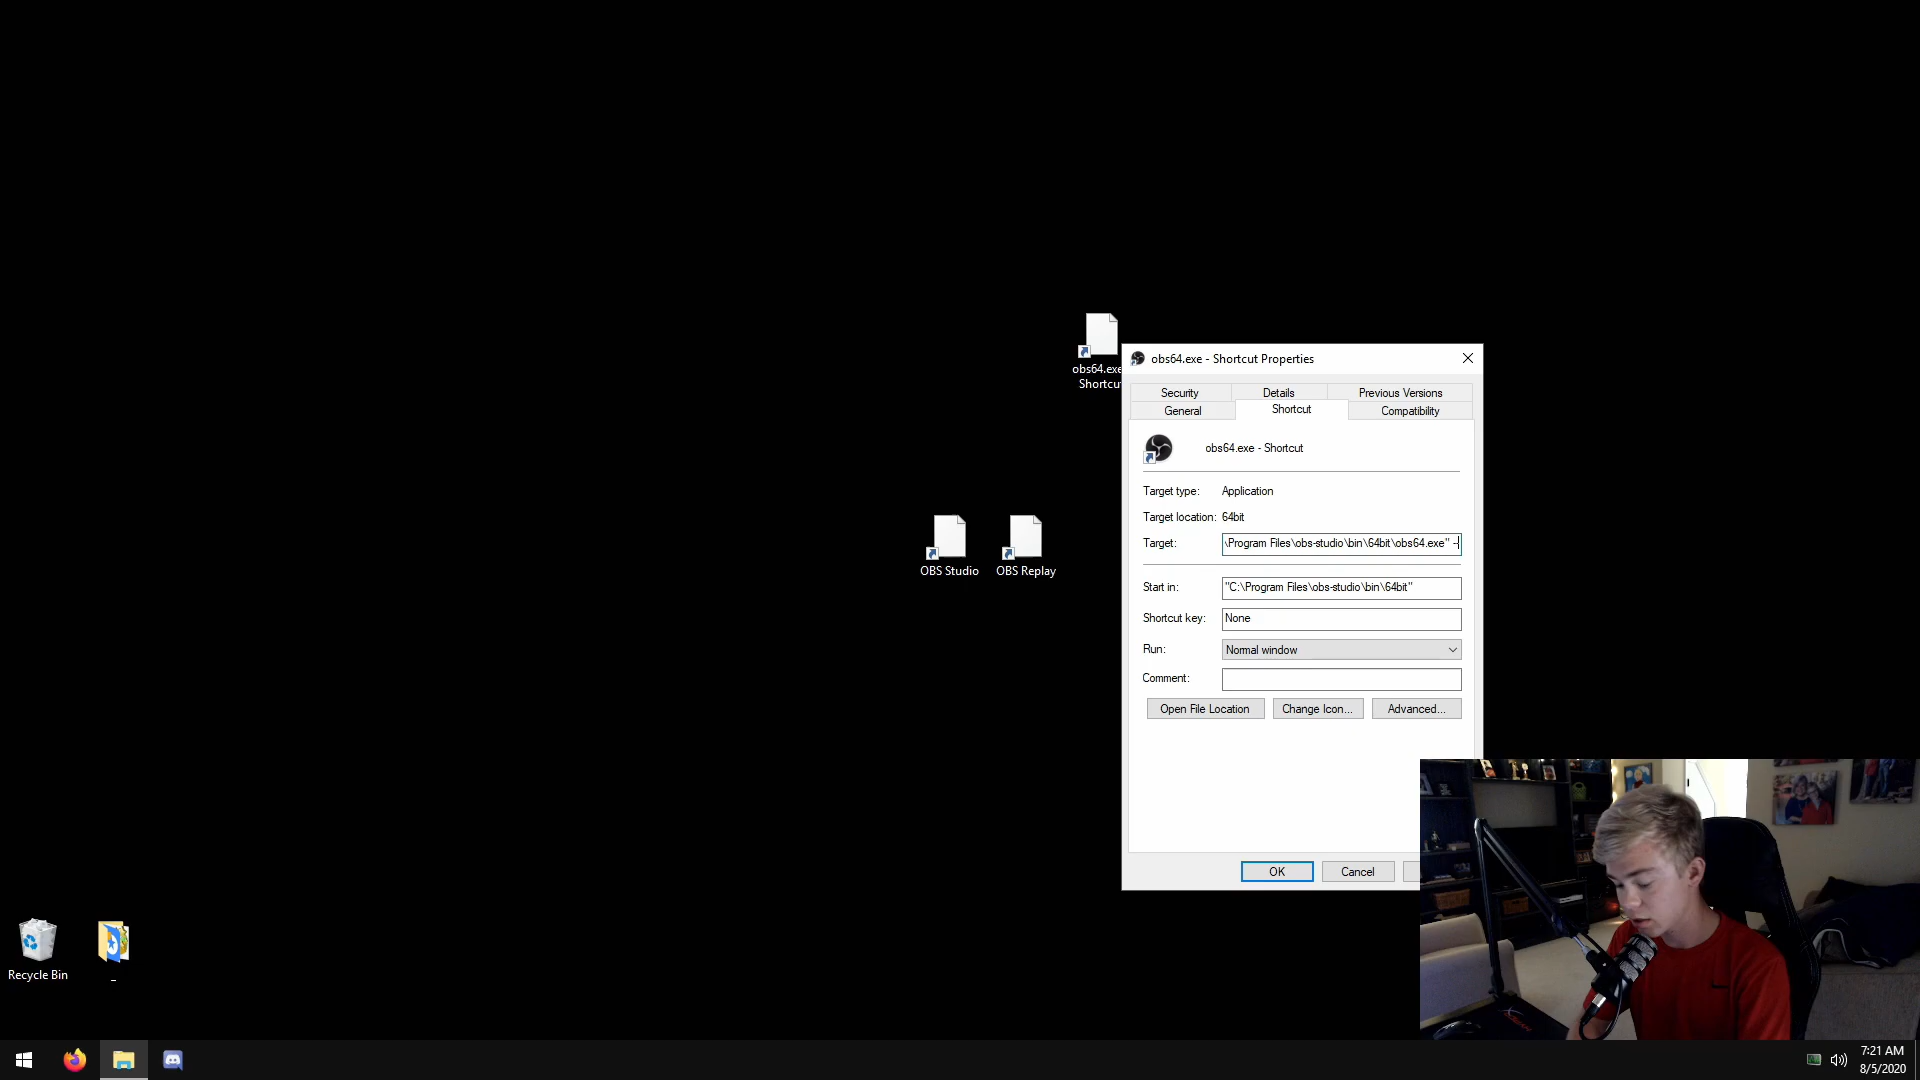 obs64.exe
Shortcu
obs64.exe - Shortcut Properties
Security Details Previous Versions
General Shortcut Compatibility
obs64.exe - Shortcut
Target type: Application
Target location: 64bit
Target: \Program Files\obs-studio\bin\64bit\obs64.exe" -
Start in: "C:\Program Files\obs-studio\bin\64bit"
Shortcut key: None
Run: Normal window
Comment:
Open File Location Change Icon... Advanced...
OK Cancel
OBS Studio OBS Replay
Recycle Bin _
7:21 AM
8/5/2020